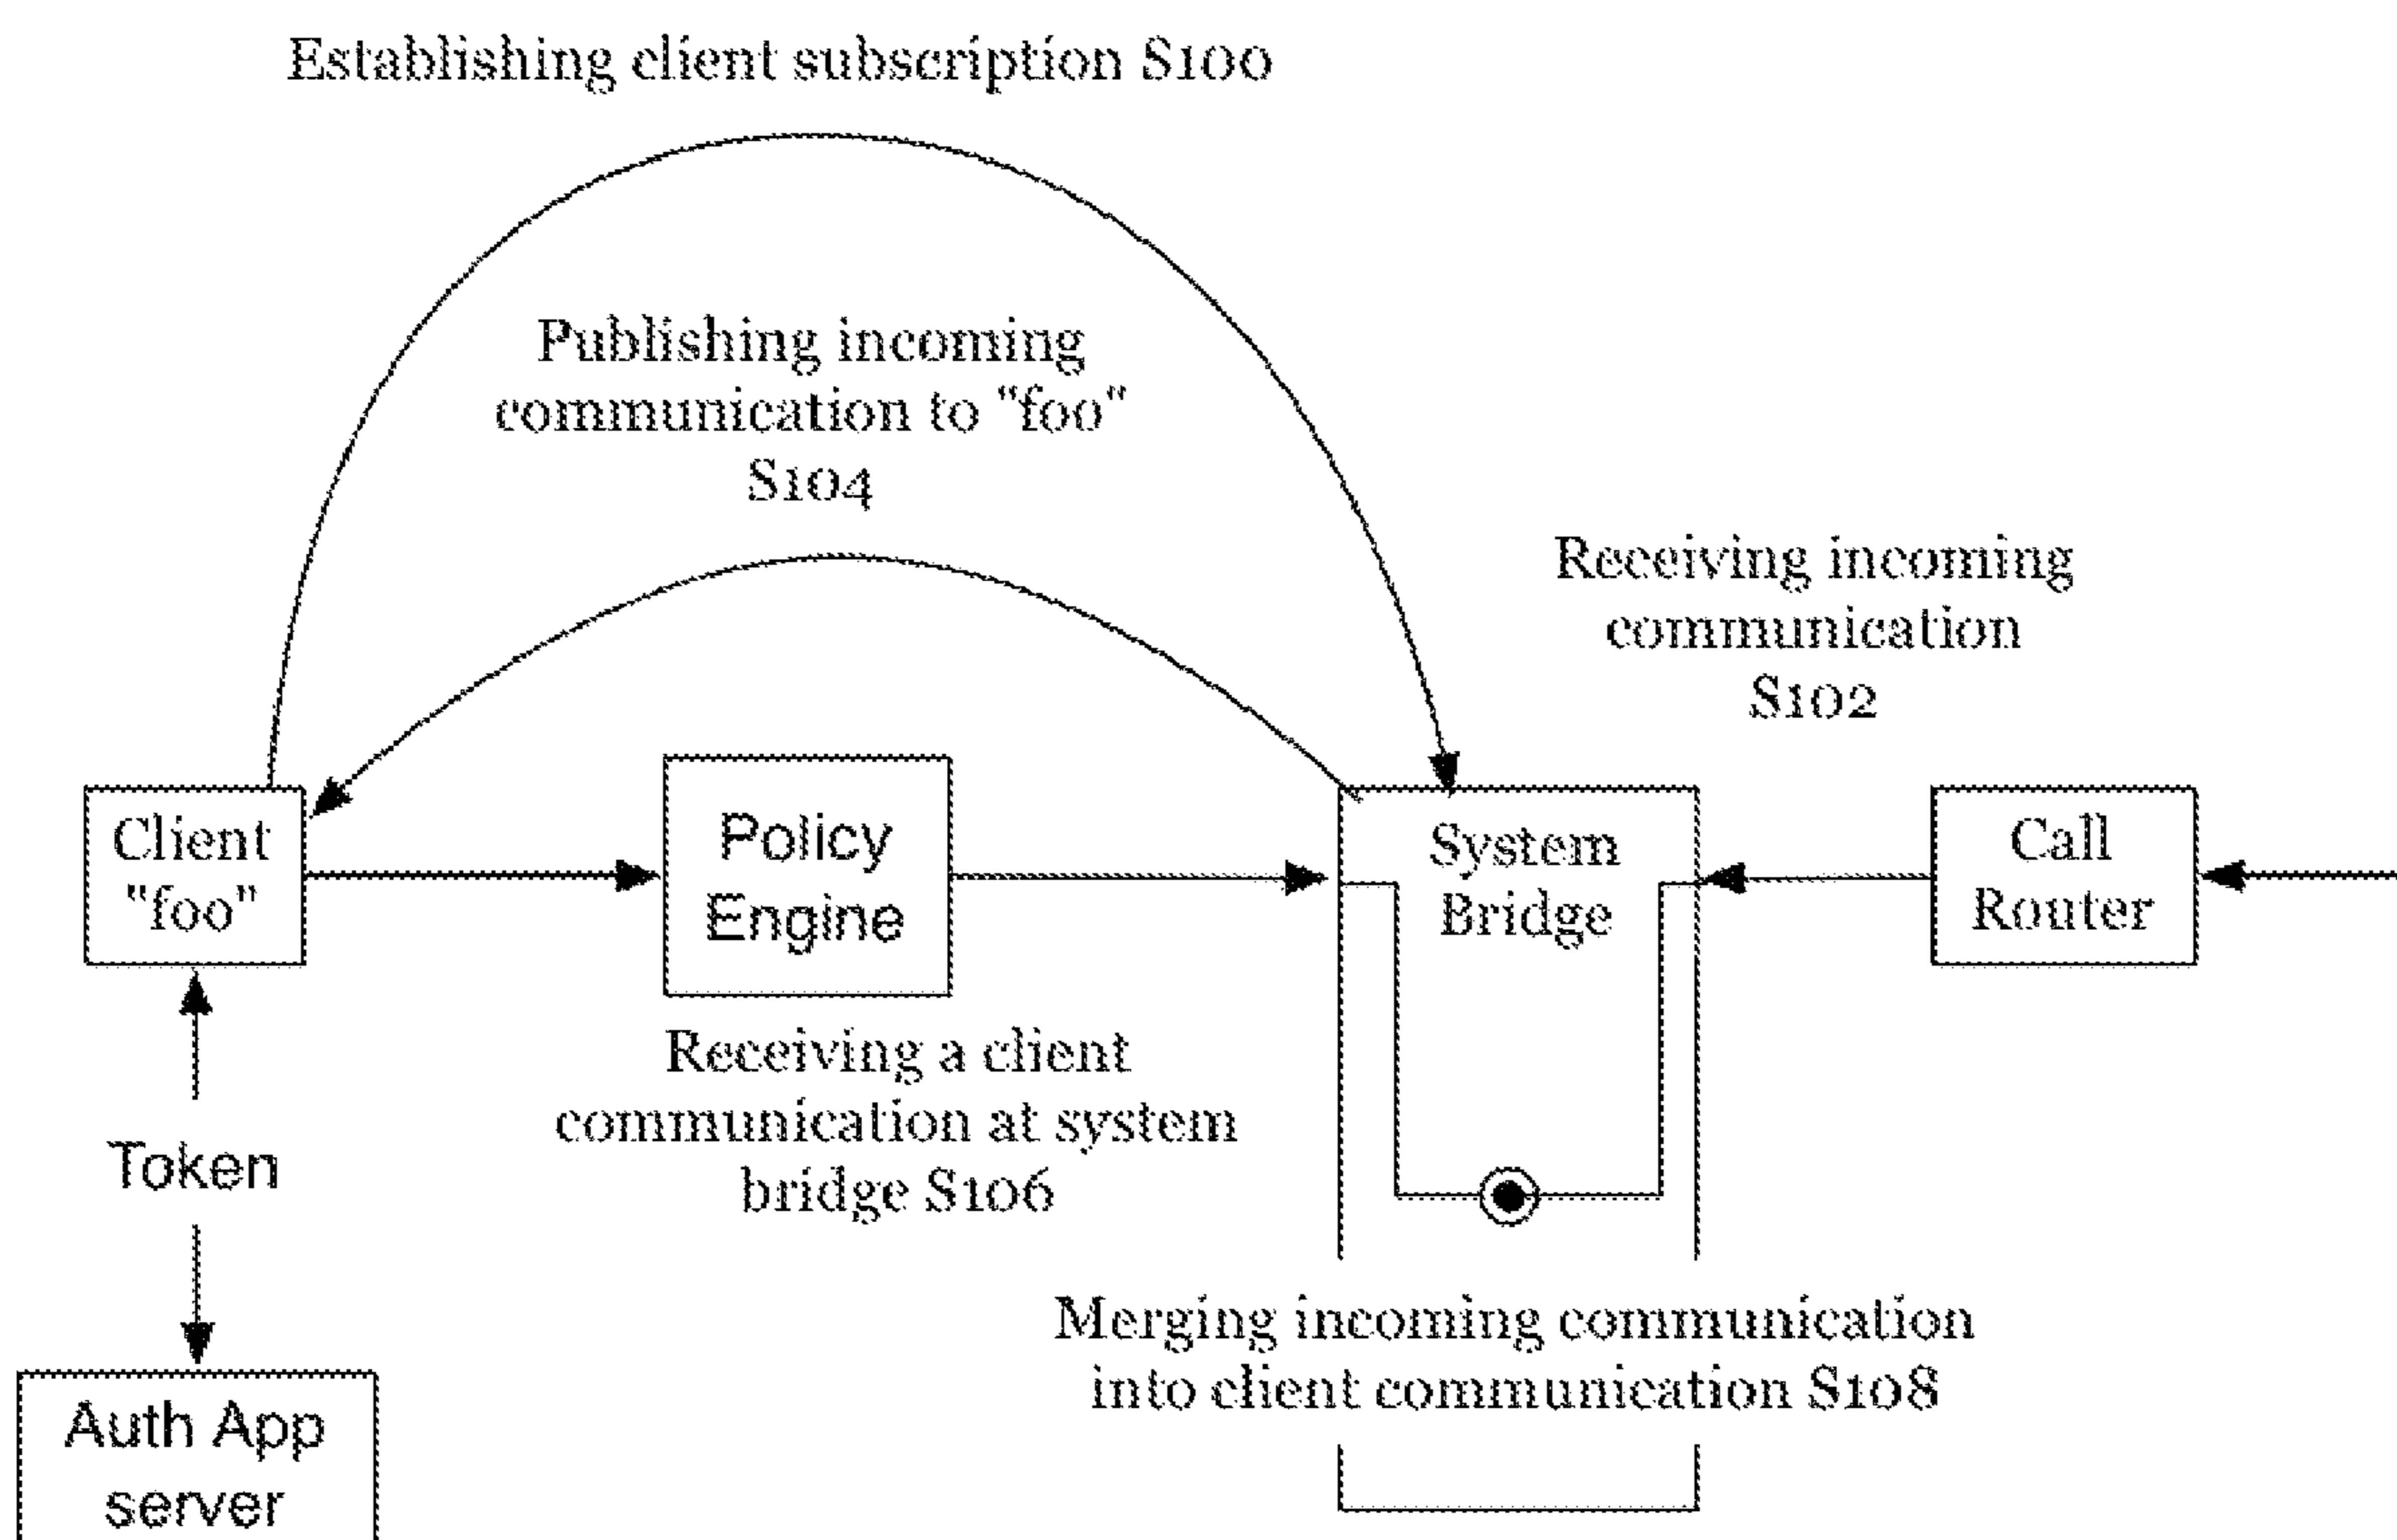 Establishing client subscription S100
Publishing incoming
communication to "foo"
S104
Receiving incoming
communication
S102
Client
"foo"
Policy
Engine
System
Bridge
Call
Router
Receiving a client
communication at system
bridge S106
Token
Merging incoming communication
into client communication S108
Auth App
server